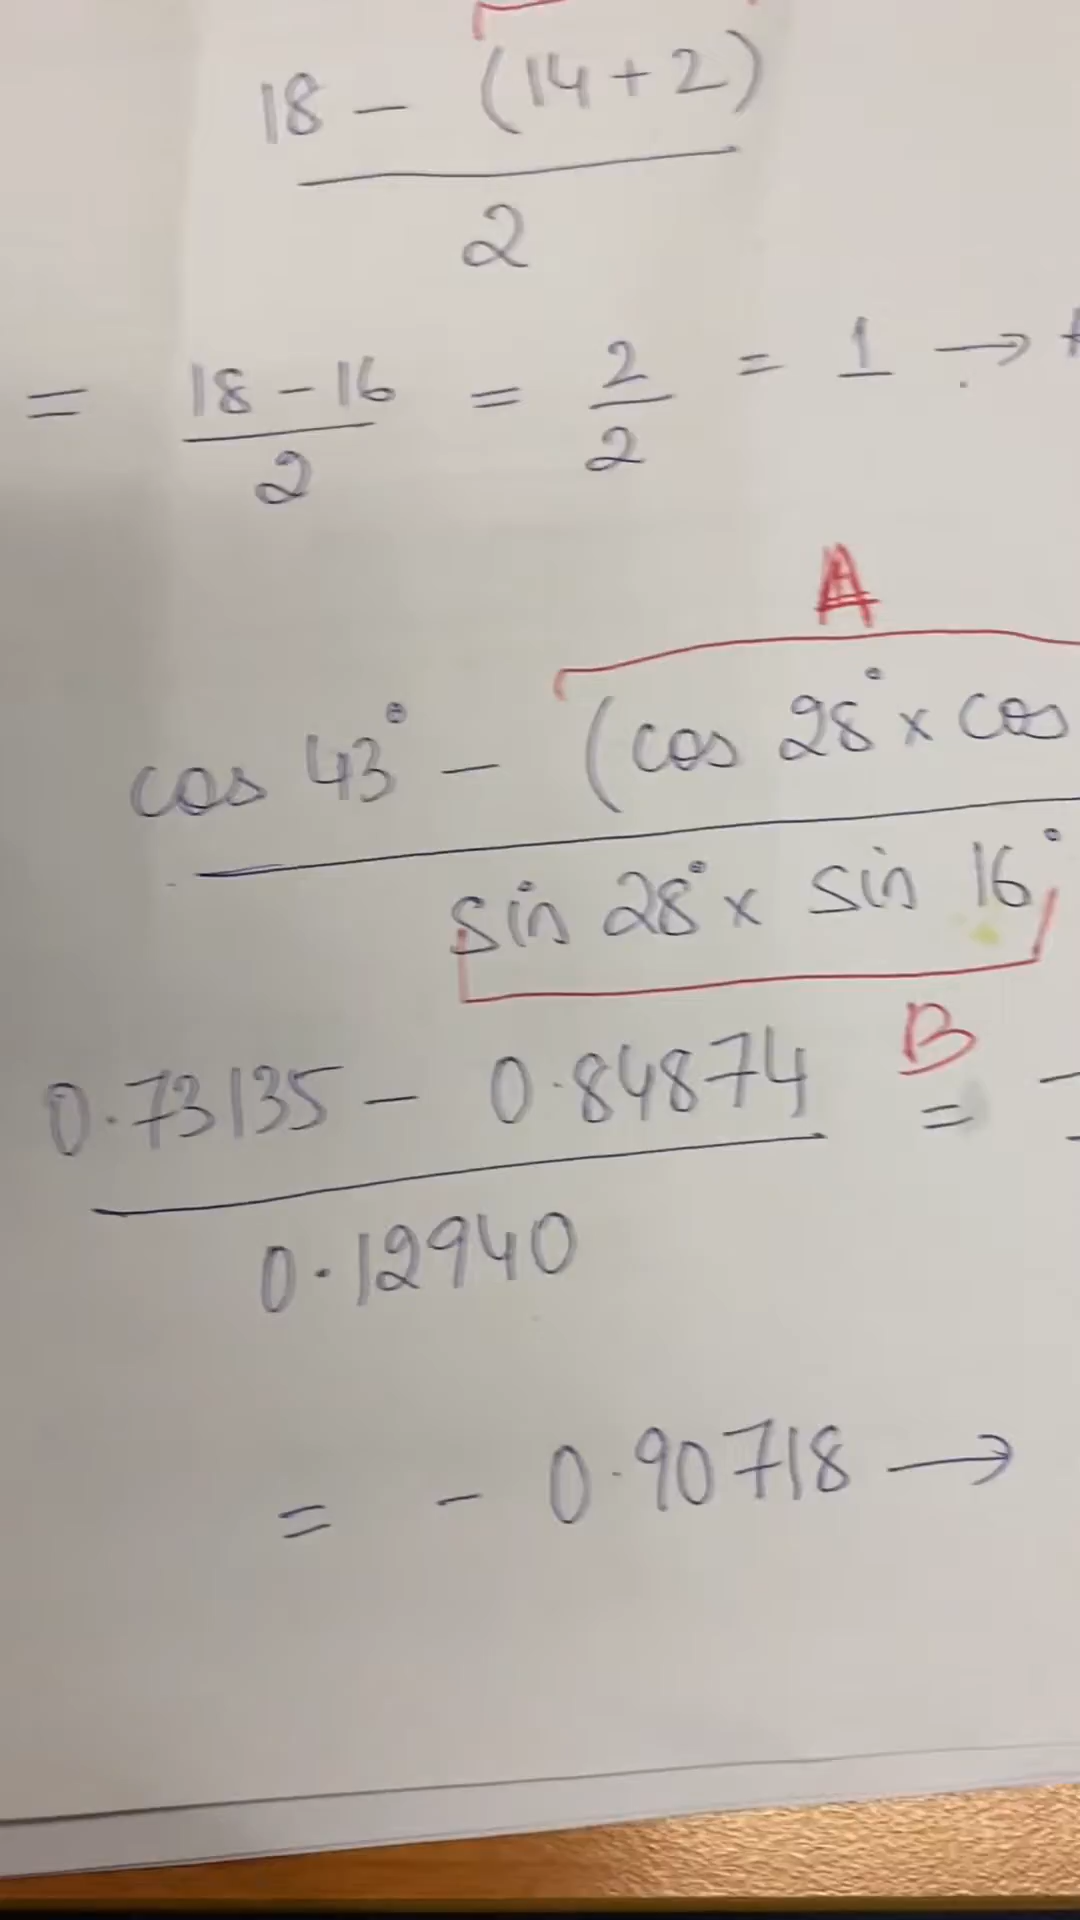 18 - (14+2)
2
= 18-16 = 2 = 1 →
2 2
A
cos 43° - (cos 28° x cos
sin 28° x sin 16°
B
0.73135 - 0.84874 =
0.12940
= - 0.90718 →